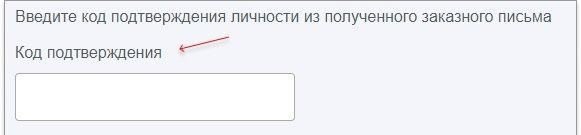 Введите код подтверждения личности из полученного заказного письма
Код подтверждения